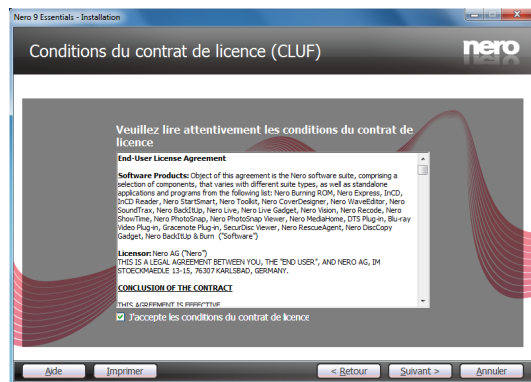 Nero 9 Essentials - Installation
Conditions du contrat de licence (CLUF)
nero
Veuillez lire attentivement les conditions du contrat de
licence
End-User License Agreement
Software Products: Object of this agreement is the Nero software suite, comprising a
selection of components, that varies with different suite types, as well as standalone
applications and programs from the following list: Nero Burning ROM, Nero Express, InCD,
InCD Reader, Nero StartSmart, Nero Toolkit, Nero CoverDesigner, Nero WaveEditor, Nero
SoundTrax, Nero BackItUp, Nero Live, Nero Live Gadget, Nero Vision, Nero Recode, Nero
ShowTime, Nero PhotoSnap, Nero PhotoSnap Viewer, Nero MediaHome, DTS Plug-in, Blu-ray
Video Plug-in, Gracenote Plug-in, SecurDisc Viewer, Nero RescueAgent, Nero DiscCopy
Gadget, Nero BackItUp & Burn ("Software")
Licensor: Nero AG ("Nero")
THIS IS A LEGAL AGREEMENT BETWEEN YOU, THE "END USER", AND NERO AG, IM
STOECKMAEDLE 13-15, 76307 KARLSBAD, GERMANY.
CONCLUSION OF THE CONTRACT
THIS AGREEMENT IS EFFECTIVE
J'accepte les conditions du contrat de licence
Aide
Imprimer
< Retour
Suivant >
Annuler